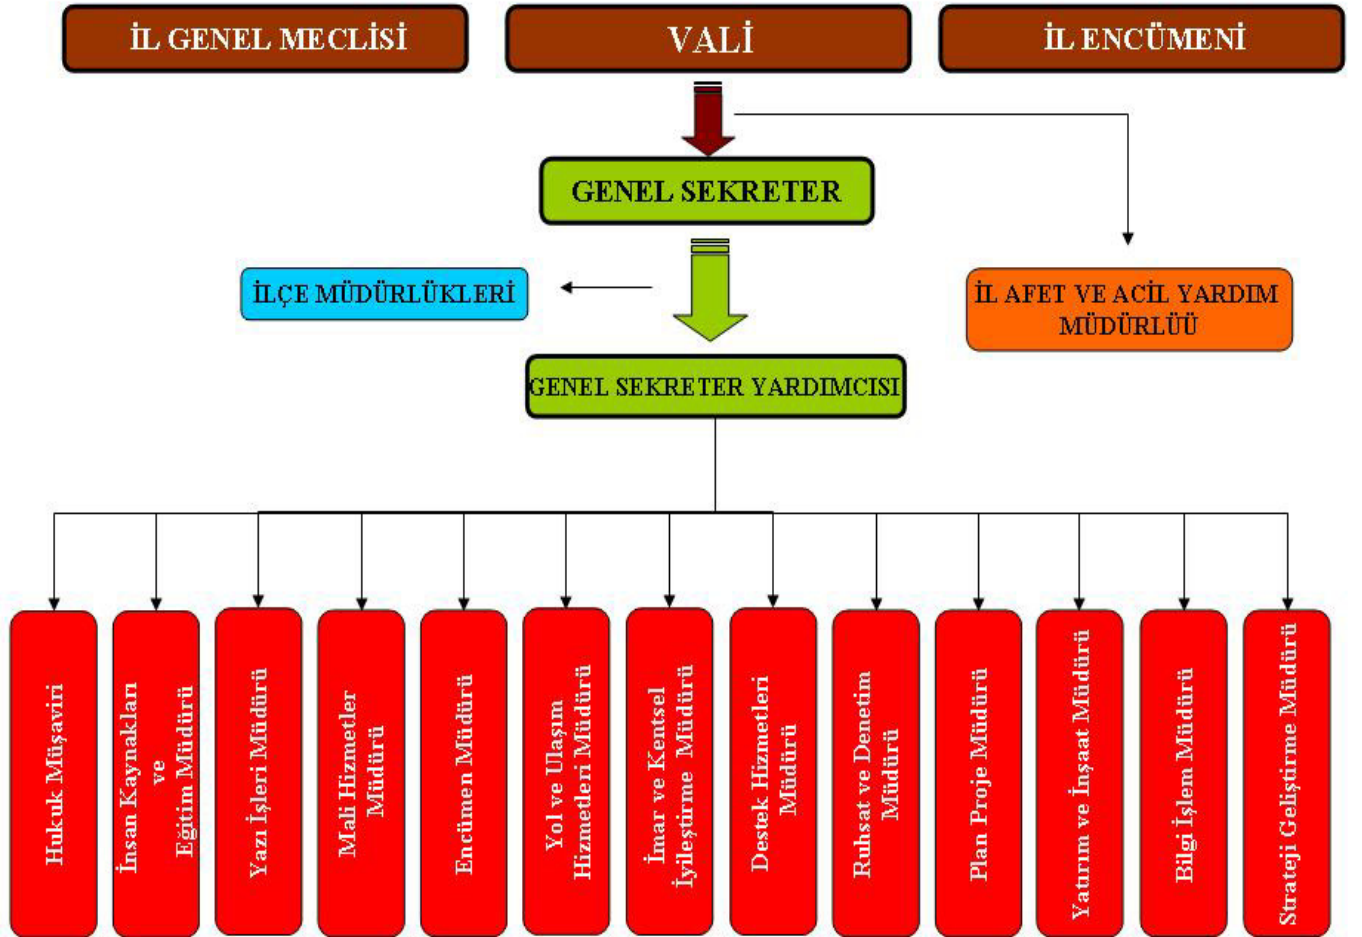 İL GENEL MECLİSİ
VALİ
İL ENCÜMENİ
GENEL SEKRETER
İLÇE MÜDÜRLÜKLERİ
İL AFET VE ACİL YARDIM
MÜDÜRLÜÜ
GENEL SEKRETER YARDIMCISI
Hukuk Müşaviri
İnsan Kaynakları
ve
Eğitim Müdürü
Yazı İşleri Müdürü
Mali Hizmetler
Müdürü
Encümen Müdürü
Yol ve Ulaşım
Hizmetleri Müdürü
İmar ve Kentsel
İyileştirme Müdürü
Destek Hizmetleri
Müdürü
Ruhsat ve Denetim
Müdürü
Plan Proje Müdürü
Yatırım ve İnşaat Müdürü
Bilgi İşlem Müdürü
Strateji Geliştirme Müdürü